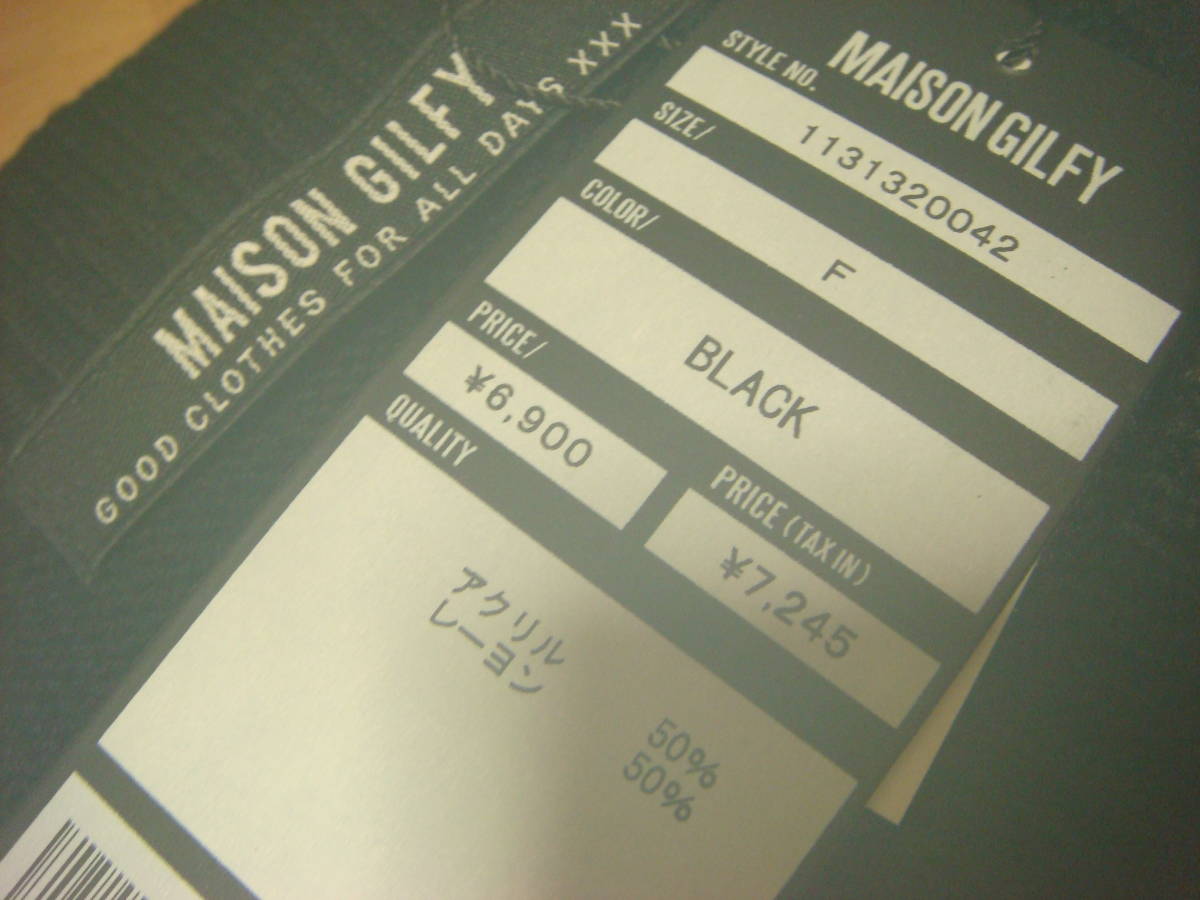 MAISON GILFY
GOOD CLOTHES FOR ALL DAYS XXX
MAISON GILFY
STYLE NO.
1131320042
SIZE/
F
COLOR/
BLACK
PRICE/
¥6,900
PRICE (TAX IN)
¥7,245
QUALITY
アクリル 50%
レーヨン 50%